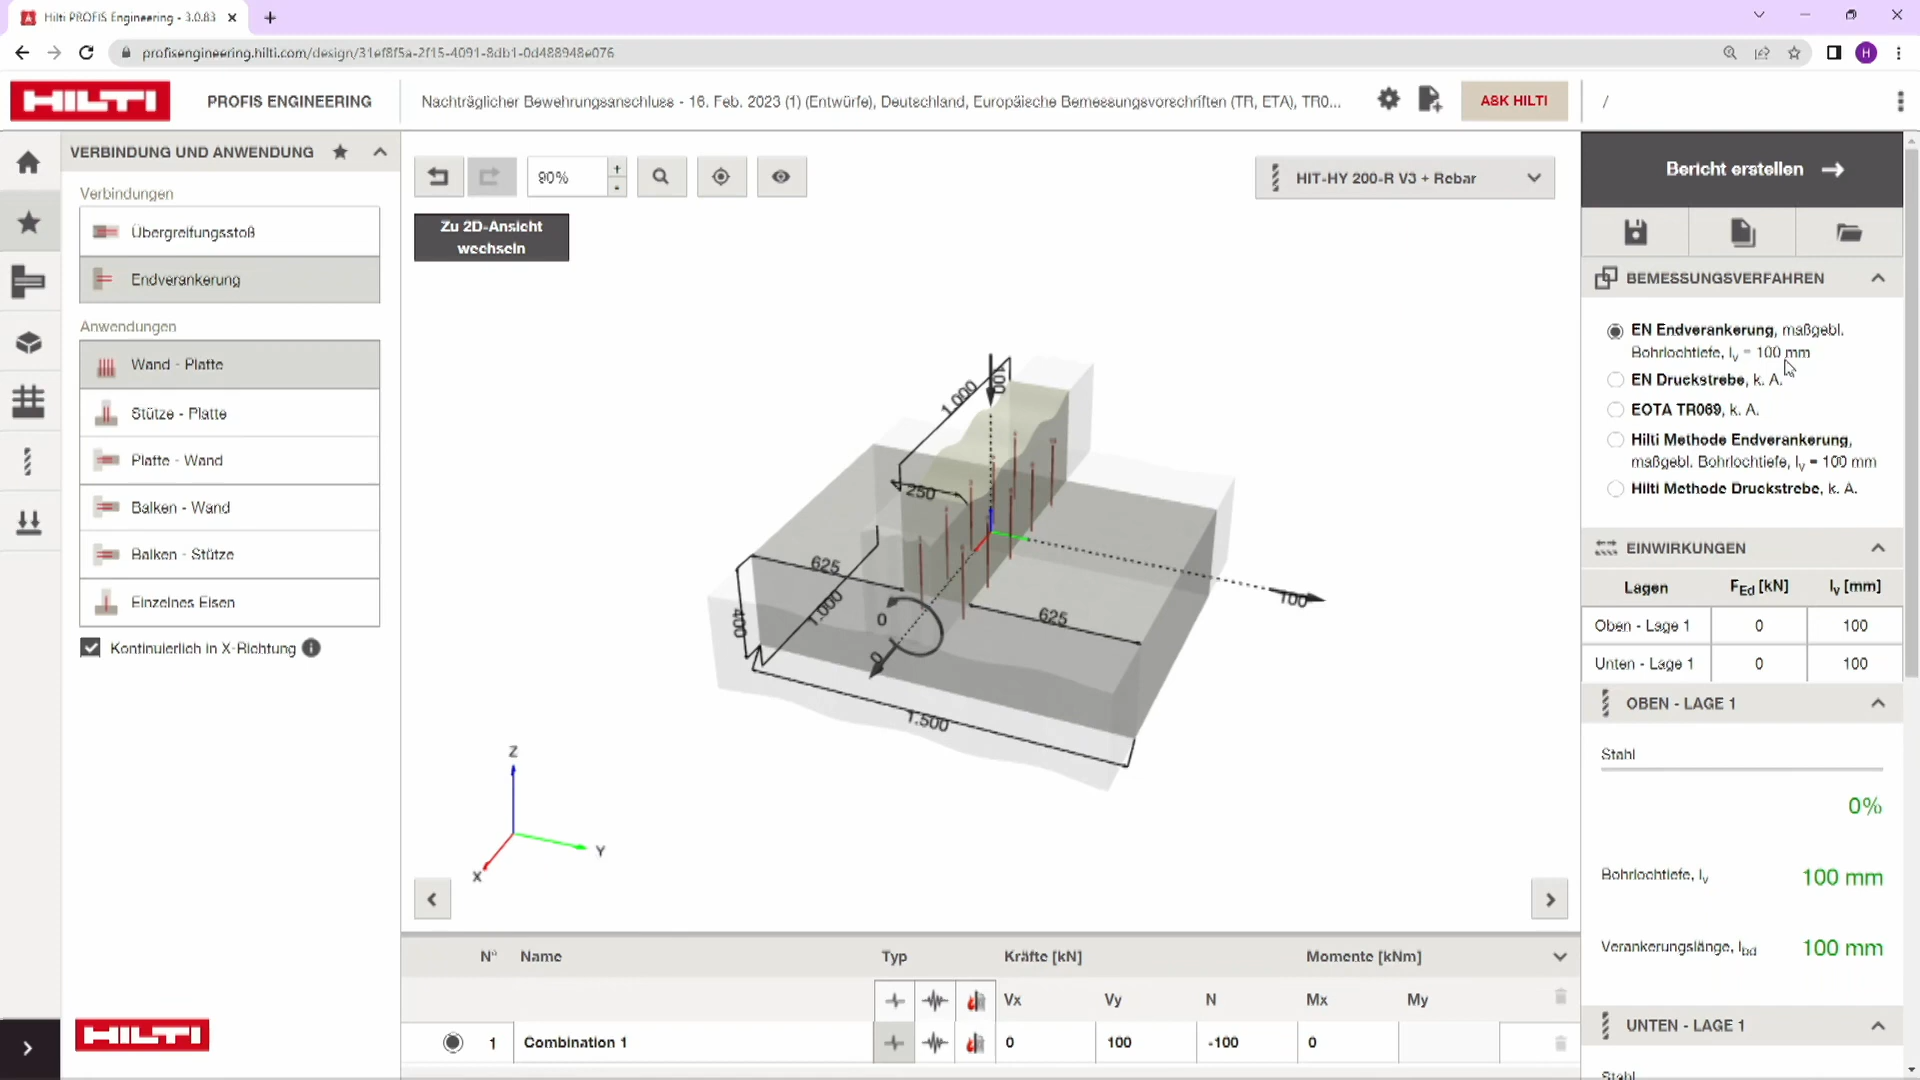 Hilti PROFIS Engineering - 3.0.83
profisengineering.hilti.com/design/31ef8f5a-2f15-4091-8db1-0d488948e076
H
HILTI
PROFIS ENGINEERING
Nachträglicher Bewehrungsanschluss - 16. Feb. 2023 (1) (Entwürfe), Deutschland, Europäische Bemessungsvorschriften (TR, ETA), TR0...
ASK HILTI
/
VERBINDUNG UND ANWENDUNG
Verbindungen
Übergreifungsstoß
Endverankerung
Anwendungen
Wand - Platte
Stütze - Platte
Platte - Wand
Balken - Wand
Balken - Stütze
Einzelnes Eisen
Kontinuierlich in X-Richtung
HILTI
90%
Zu 2D-Ansicht
wechseln
HIT-HY 200-R V3 + Rebar
100
1.000
250
625
1.000
400
0
0
625
100
1.500
Z
Y
X
N°
Name
Typ
Kräfte [kN]
Momente [kNm]
Vx
Vy
N
Mx
My
1
Combination 1
0
100
-100
0
Bericht erstellen
BEMESSUNGSVERFAHREN
EN Endverankerung, maßgebl.
Bohrlochtiefe, lv = 100 mm
EN Druckstrebe, k. A.
EOTA TR069, k. A.
Hilti Methode Endverankerung,
maßgebl. Bohrlochtiefe, lv = 100 mm
Hilti Methode Druckstrebe, k. A.
EINWIRKUNGEN
Lagen FEd [kN] lv [mm]
Oben - Lage 1 0 100
Unten - Lage 1 0 100
OBEN - LAGE 1
Stahl
0%
Bohrlochtiefe, lv 100 mm
Verankerungslänge, lbd 100 mm
UNTEN - LAGE 1
Stahl